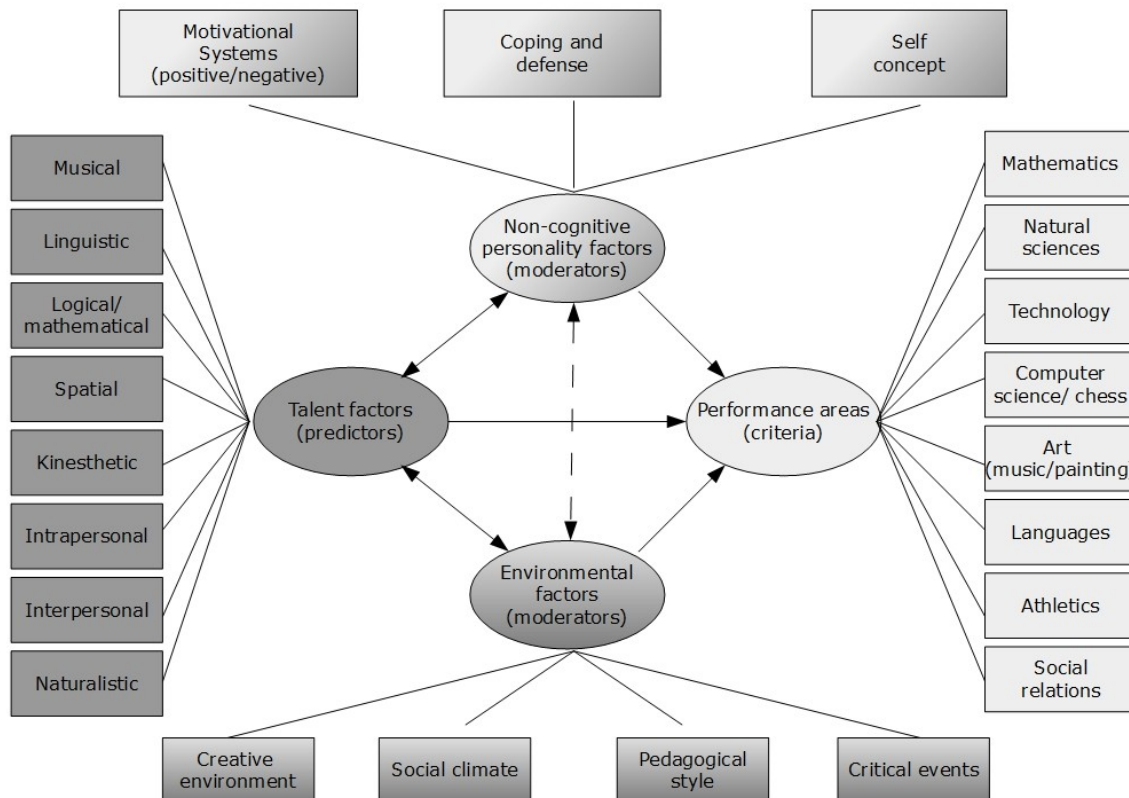 Motivational
Systems
(positive/negative)
Coping and
defense
Self
concept
Musical
Linguistic
Logical/
mathematical
Spatial
Kinesthetic
Intrapersonal
Interpersonal
Naturalistic
Non-cognitive
personality factors
(moderators)
Talent factors
(predictors)
Performance areas
(criteria)
Environmental
factors
(moderators)
Mathematics
Natural
sciences
Technology
Computer
science/ chess
Art
(music/painting)
Languages
Athletics
Social
relations
Creative
environment
Social climate
Pedagogical
style
Critical events